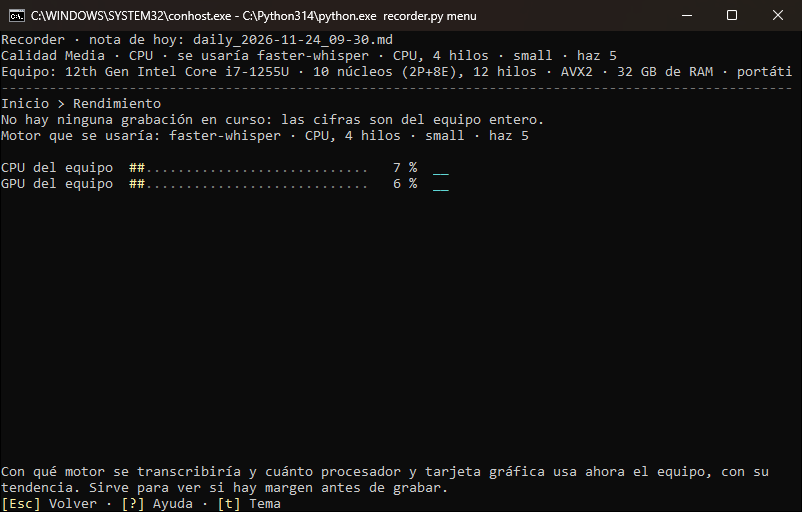 C:\WINDOWS\SYSTEM32\conhost.exe - C:\Python314\python.exe  recorder.py menu
Recorder · nota de hoy: daily_2026-11-24_09-30.md
Calidad Media · CPU · se usaría faster-whisper · CPU, 4 hilos · small · haz 5
Equipo: 12th Gen Intel Core i7-1255U · 10 núcleos (2P+8E), 12 hilos · AVX2 · 32 GB de RAM · portáti
---------------------------------------------------------------------------------------------------
Inicio > Rendimiento
No hay ninguna grabación en curso: las cifras son del equipo entero.
Motor que se usaría: faster-whisper · CPU, 4 hilos · small · haz 5
CPU del equipo  ##............................   7 %  __
GPU del equipo  ##............................   6 %  __
Con qué motor se transcribiría y cuánto procesador y tarjeta gráfica usa ahora el equipo, con su
tendencia. Sirve para ver si hay margen antes de grabar.
[Esc] Volver · [?] Ayuda · [t] Tema